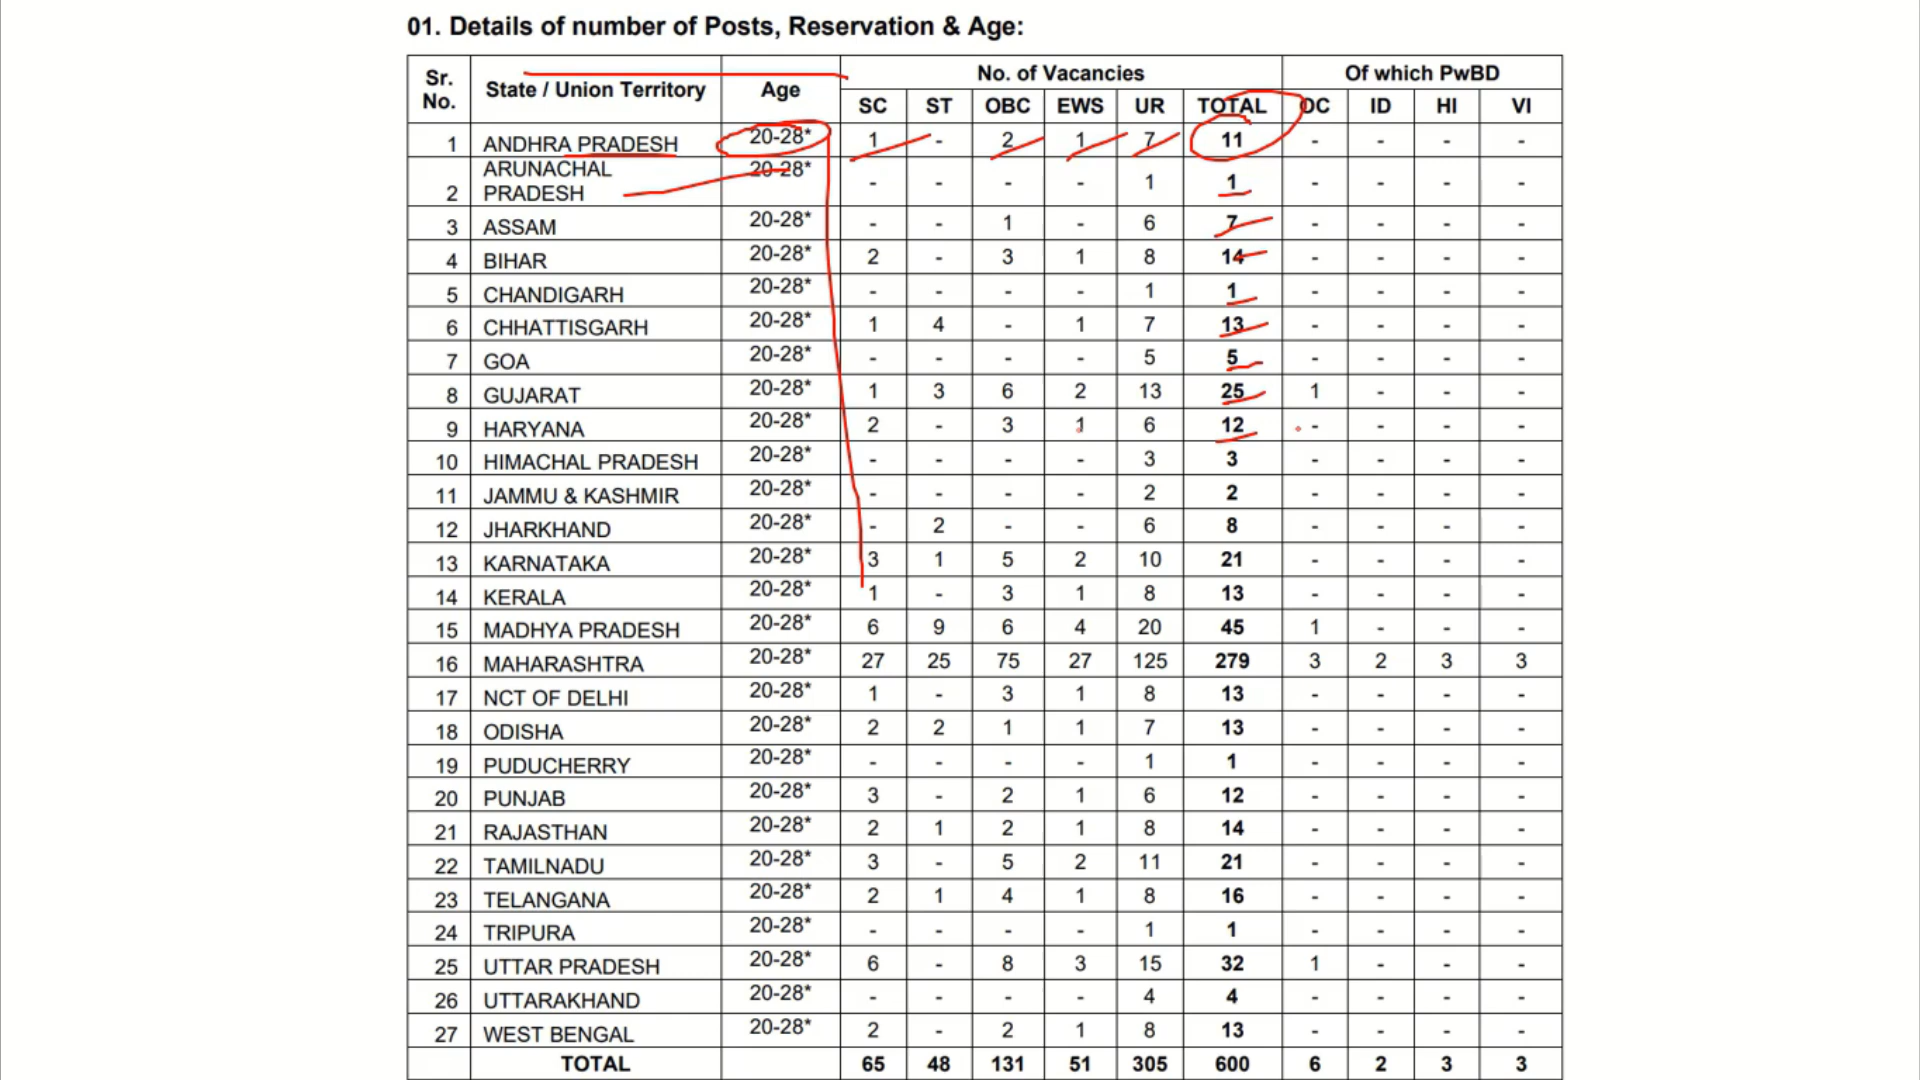 01. Details of number of Posts, Reservation & Age:
Sr. No. State / Union Territory Age No. of Vacancies Of which PwBD
SC ST OBC EWS UR TOTAL OC ID HI VI
1 ANDHRA PRADESH 20-28* 1 - 2 1 7 11 - - - -
2 ARUNACHAL PRADESH 20-28* - - - - 1 1 - - - -
3 ASSAM 20-28* - - 1 - 6 7 - - - -
4 BIHAR 20-28* 2 - 3 1 8 14 - - - -
5 CHANDIGARH 20-28* - - - - 1 1 - - - -
6 CHHATTISGARH 20-28* 1 4 - 1 7 13 - - - -
7 GOA 20-28* - - - - 5 5 - - - -
8 GUJARAT 20-28* 1 3 6 2 13 25 1 - - -
9 HARYANA 20-28* 2 - 3 1 6 12 - - - -
10 HIMACHAL PRADESH 20-28* - - - - 3 3 - - - -
11 JAMMU & KASHMIR 20-28* - - - - 2 2 - - - -
12 JHARKHAND 20-28* - 2 - - 6 8 - - - -
13 KARNATAKA 20-28* 3 1 5 2 10 21 - - - -
14 KERALA 20-28* 1 - 3 1 8 13 - - - -
15 MADHYA PRADESH 20-28* 6 9 6 4 20 45 1 - - -
16 MAHARASHTRA 20-28* 27 25 75 27 125 279 3 2 3 3
17 NCT OF DELHI 20-28* 1 - 3 1 8 13 - - - -
18 ODISHA 20-28* 2 2 1 1 7 13 - - - -
19 PUDUCHERRY 20-28* - - - - 1 1 - - - -
20 PUNJAB 20-28* 3 - 2 1 6 12 - - - -
21 RAJASTHAN 20-28* 2 1 2 1 8 14 - - - -
22 TAMILNADU 20-28* 3 - 5 2 11 21 - - - -
23 TELANGANA 20-28* 2 1 4 1 8 16 - - - -
24 TRIPURA 20-28* - - - - 1 1 - - - -
25 UTTAR PRADESH 20-28* 6 - 8 3 15 32 1 - - -
26 UTTARAKHAND 20-28* - - - - 4 4 - - - -
27 WEST BENGAL 20-28* 2 - 2 1 8 13 - - - -
TOTAL 65 48 131 51 305 600 6 2 3 3